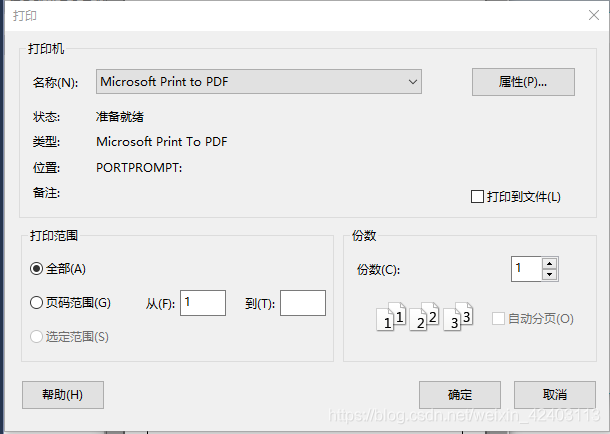 打印
打印机
名称(N): Microsoft Print to PDF 属性(P)...
状态: 准备就绪
类型: Microsoft Print To PDF
位置: PORTPROMPT:
备注: 打印到文件(L)
打印范围
全部(A)
页码范围(G) 从(F): 1 到(T):
选定范围(S)
份数
份数(C): 1
1 1 2 2 3 3 自动分页(O)
帮助(H) 确定 取消
https://blog.csdn.net/weixin_42403113